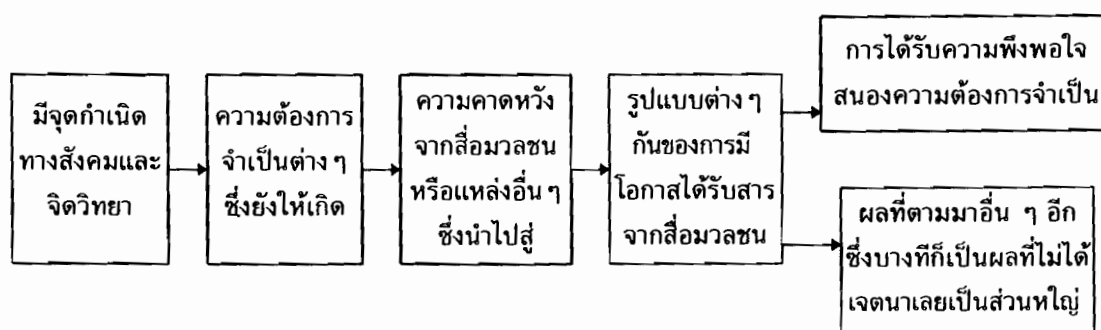 มีจุดกำเนิด
ทางสังคมและ
จิตวิทยา
ความต้องการ
จำเป็นต่าง ๆ
ซึ่งยังให้เกิด
ความคาดหวัง
จากสื่อมวลชน
หรือแหล่งอื่น ๆ
ซึ่งนำไปสู่
รูปแบบต่าง ๆ
กันของการมี
โอกาสได้รับสาร
จากสื่อมวลชน
การได้รับความพึงพอใจ
สนองความต้องการจำเป็น
ผลที่ตามมาอื่น ๆ อีก
ซึ่งบางทีก็เป็นผลที่ไม่ได้
เจตนาเลยเป็นส่วนหใญ่